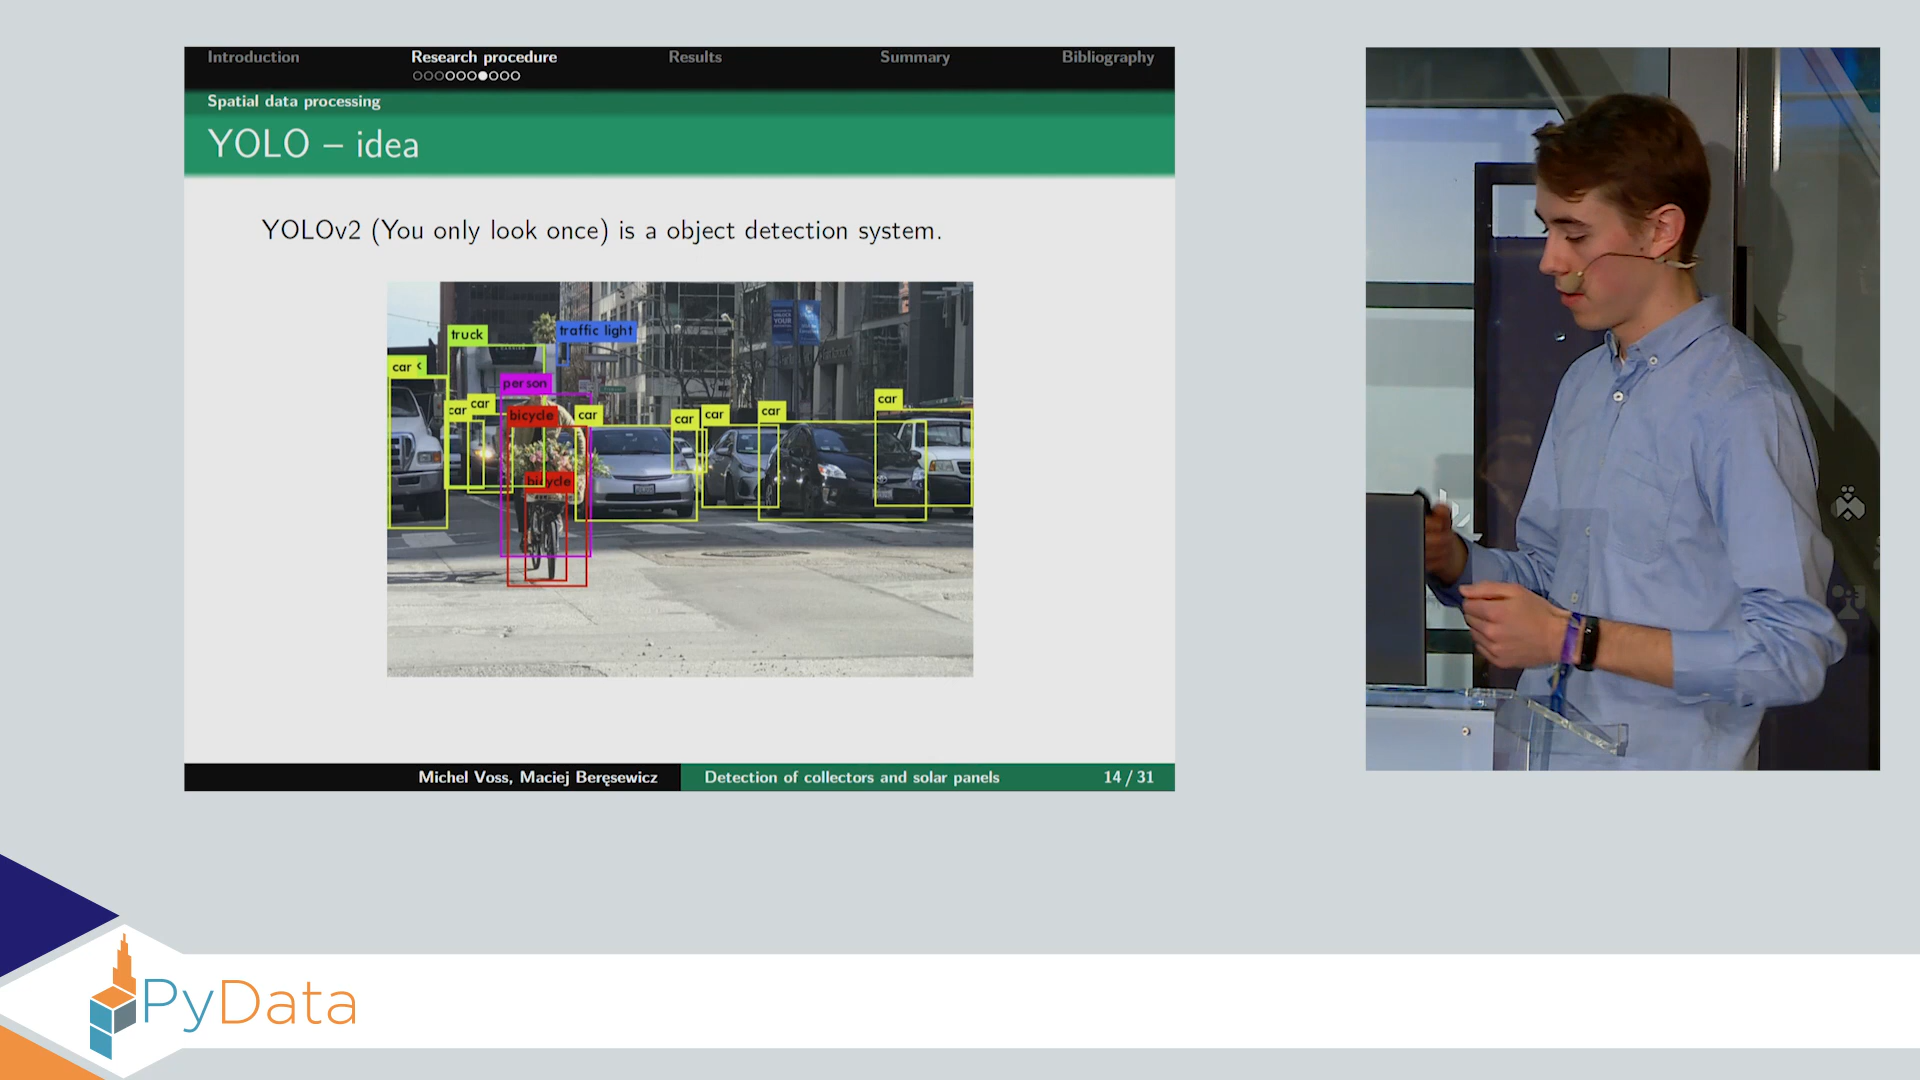 Introduction
Research procedure
Results
Summary
Bibliography
Spatial data processing
YOLO – idea
YOLOv2 (You only look once) is a object detection system.
truck
traffic light
car
person
car
car
bicycle
car
car
car
car
car
bicycle
Michel Voss, Maciej Beręsewicz
Detection of collectors and solar panels
14 / 31
PyData